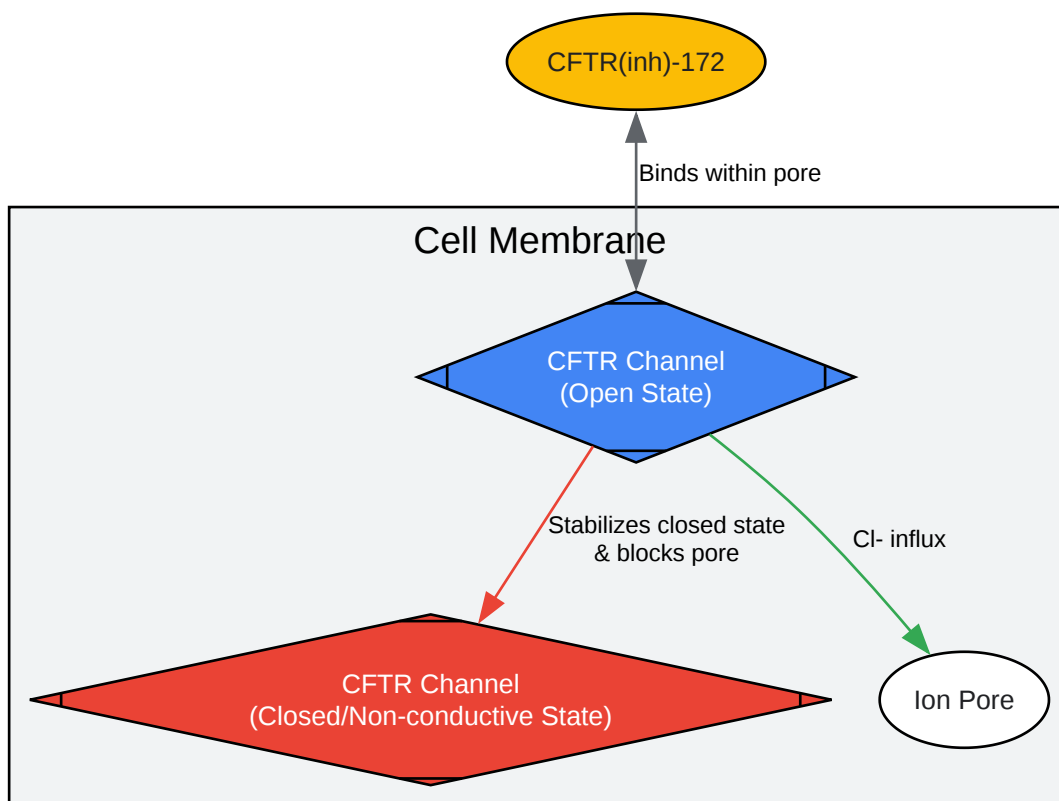 CFTR(inh)-172
Binds within pore
Cell Membrane
CFTR Channel
(Open State)
Stabilizes closed state
& blocks pore
Cl- influx
CFTR Channel
(Closed/Non-conductive State)
Ion Pore